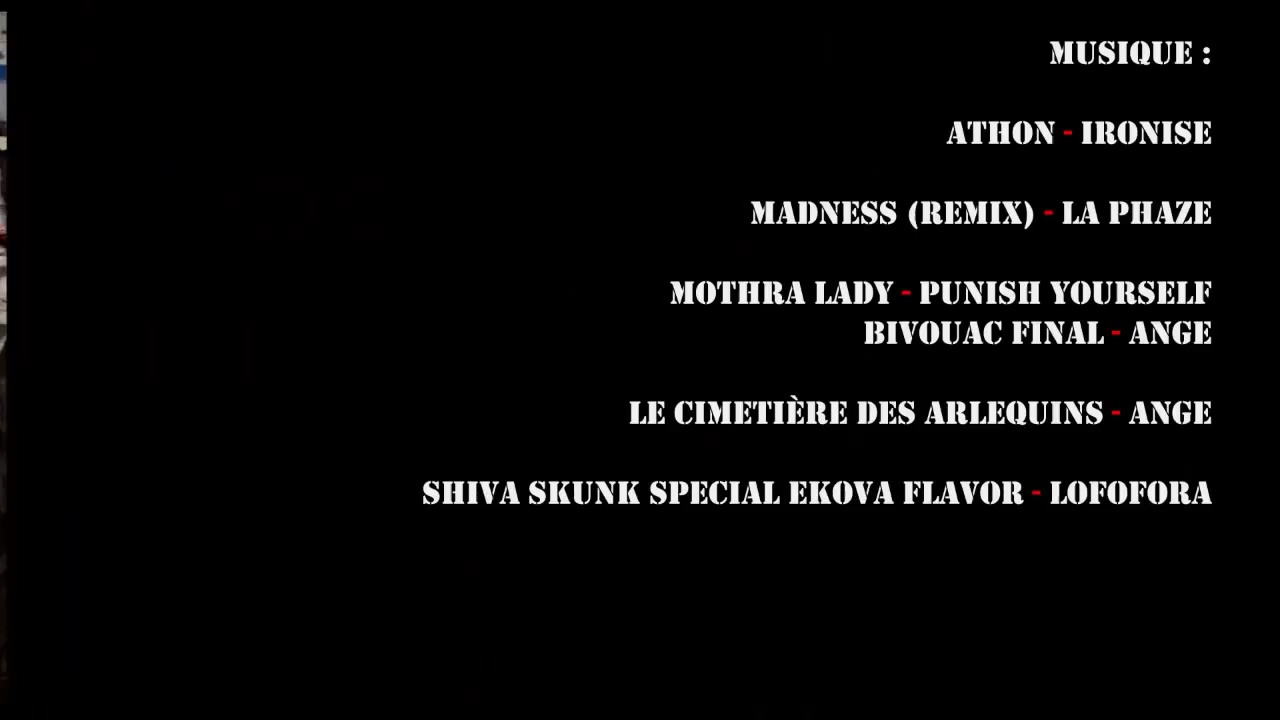 MUSIQUE :
ATHON - IRONISE
MADNESS (REMIX) - LA PHAZE
MOTHRA LADY - PUNISH YOURSELF
BIVOUAC FINAL - ANGE
LE CIMETIÈRE DES ARLEQUINS - ANGE
SHIVA SKUNK SPECIAL EKOVA FLAVOR - LOFOFORA